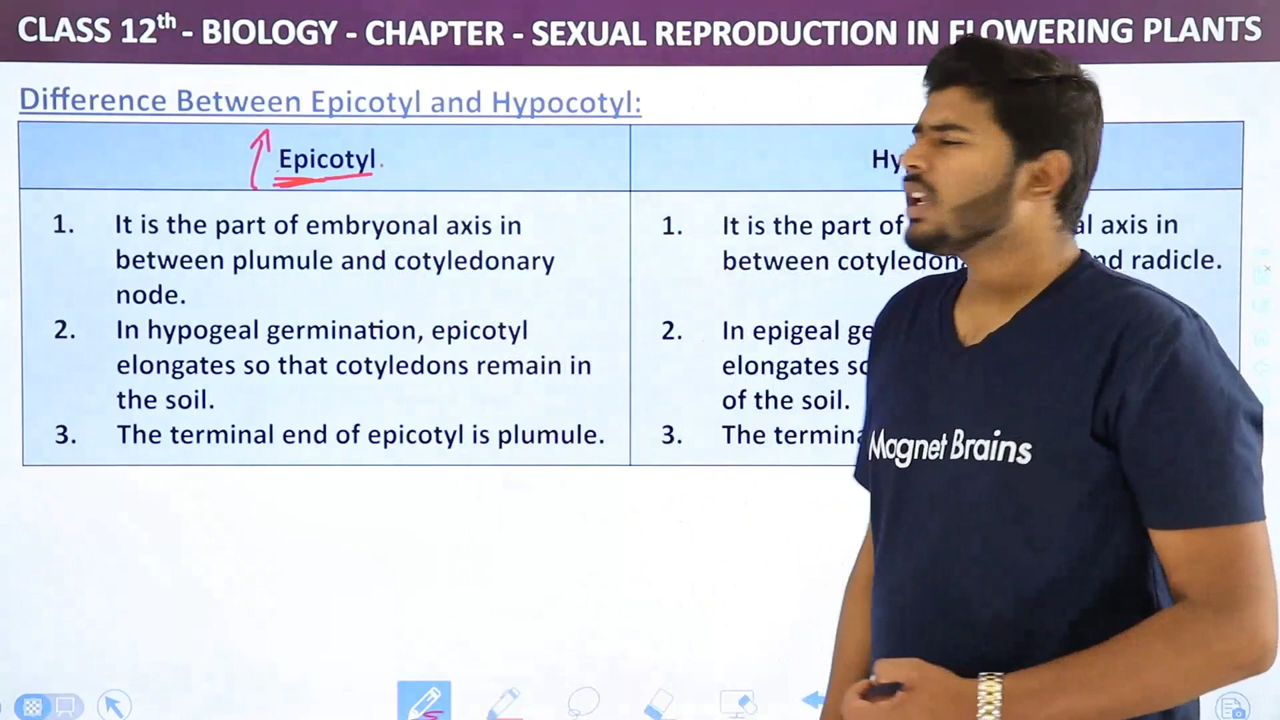 CLASS 12th - BIOLOGY - CHAPTER - SEXUAL REPRODUCTION IN FLOWERING PLANTS
Difference Between Epicotyl and Hypocotyl:
Epicotyl
1. It is the part of embryonal axis in
between plumule and cotyledonary
node.
2. In hypogeal germination, epicotyl
elongates so that cotyledons remain in
the soil.
3. The terminal end of epicotyl is plumule.
Hy
1. It is the part of al axis in
between cotyledon nd radicle.
2. In epigeal ge
elongates so
of the soil.
3. The termina
Magnet Brains